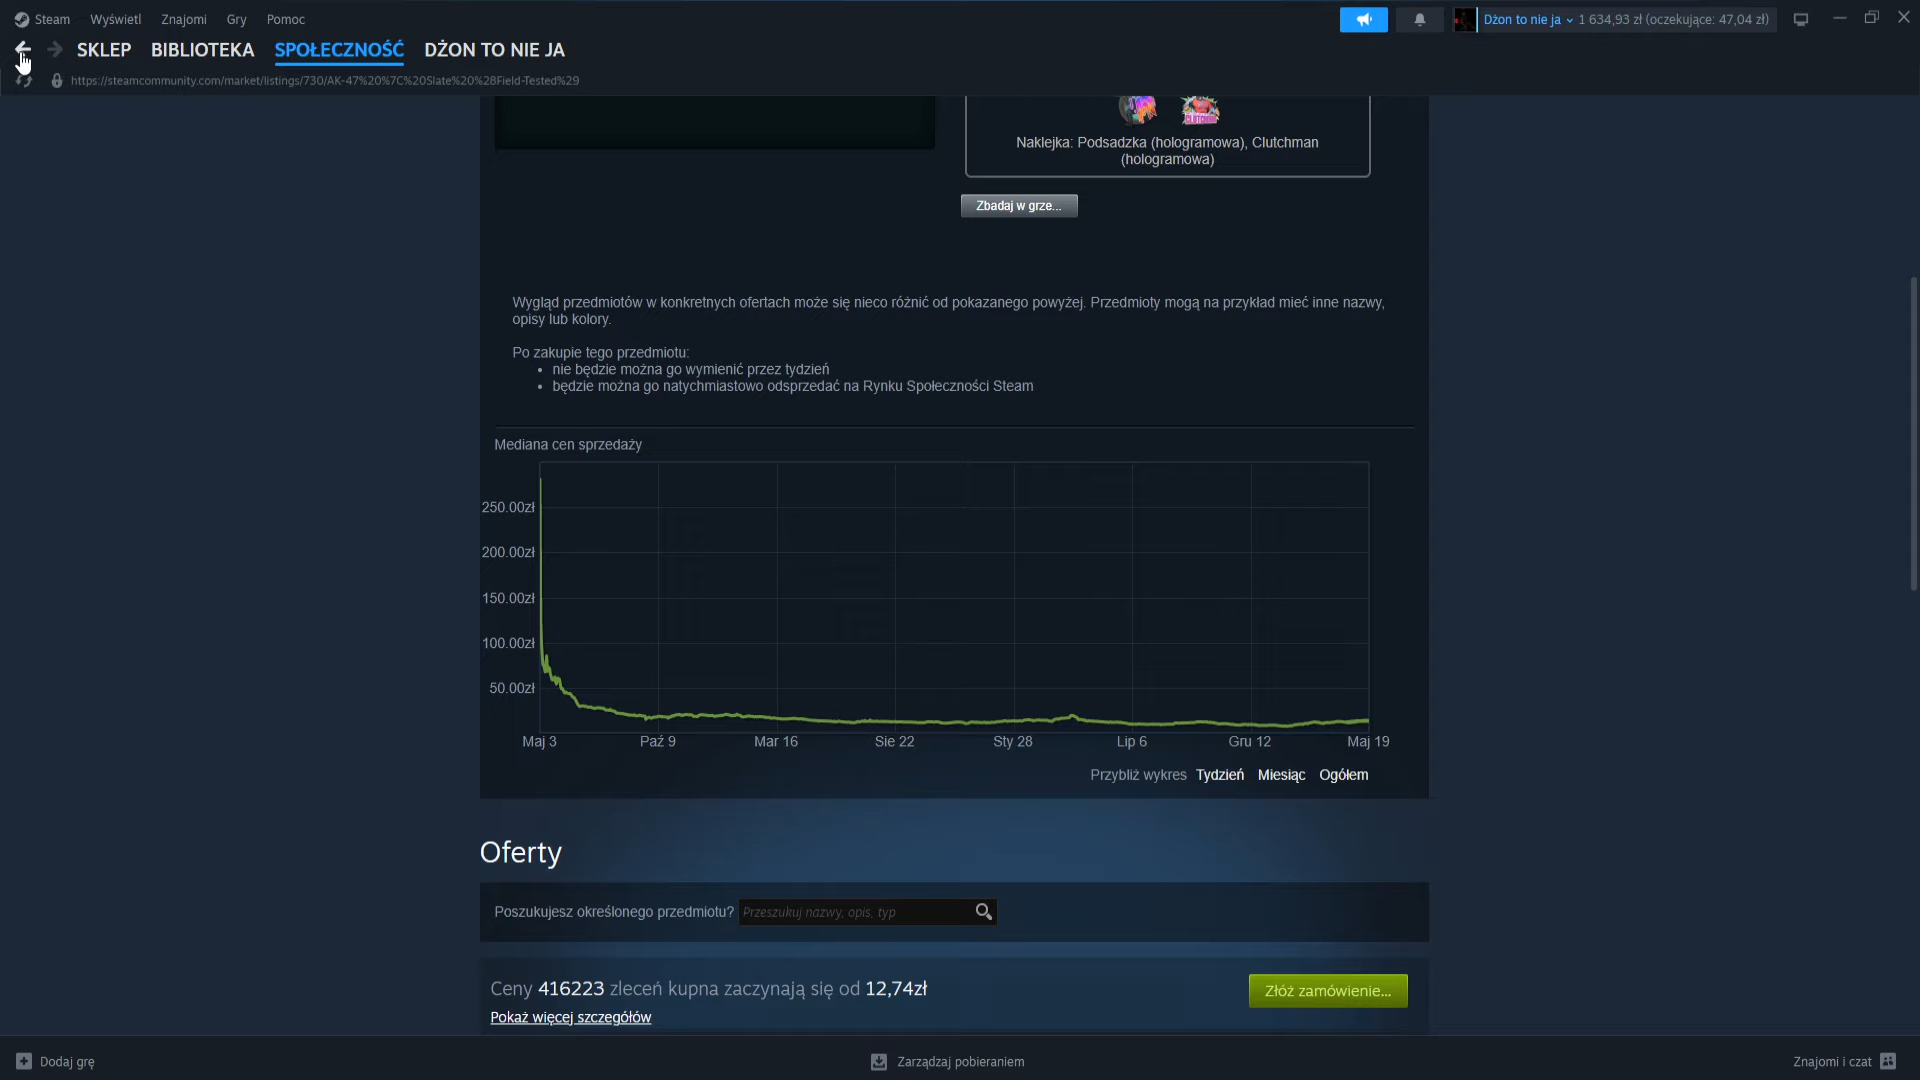 Steam Wyświetl Znajomi Gry Pomoc
Dżon to nie ja 1 634,93 zł (oczekujące: 47,04 zł)
SKLEP BIBLIOTEKA SPOŁECZNOŚĆ DŻON TO NIE JA
https://steamcommunity.com/market/listings/730/AK-47%20%7C%20Slate%20%28Field-Tested%29
CLUTCHMAN
Naklejka: Podsadzka (hologramowa), Clutchman
(hologramowa)
Zbadaj w grze...
Wygląd przedmiotów w konkretnych ofertach może się nieco różnić od pokazanego powyżej. Przedmioty mogą na przykład mieć inne nazwy,
opisy lub kolory.
Po zakupie tego przedmiotu:
• nie będzie można go wymienić przez tydzień
• będzie można go natychmiastowo odsprzedać na Rynku Społeczności Steam
Mediana cen sprzedaży
250.00zł
200.00zł
150.00zł
100.00zł
50.00zł
Maj 3 Paź 9 Mar 16 Sie 22 Sty 28 Lip 6 Gru 12 Maj 19
Przybliż wykres Tydzień Miesiąc Ogółem
Oferty
Poszukujesz określonego przedmiotu? Przeszukuj nazwy, opis, typ
Ceny 416223 zleceń kupna zaczynają się od 12,74zł
Złóż zamówienie...
Pokaż więcej szczegółów
Dodaj grę
Zarządzaj pobieraniem
Znajomi i czat